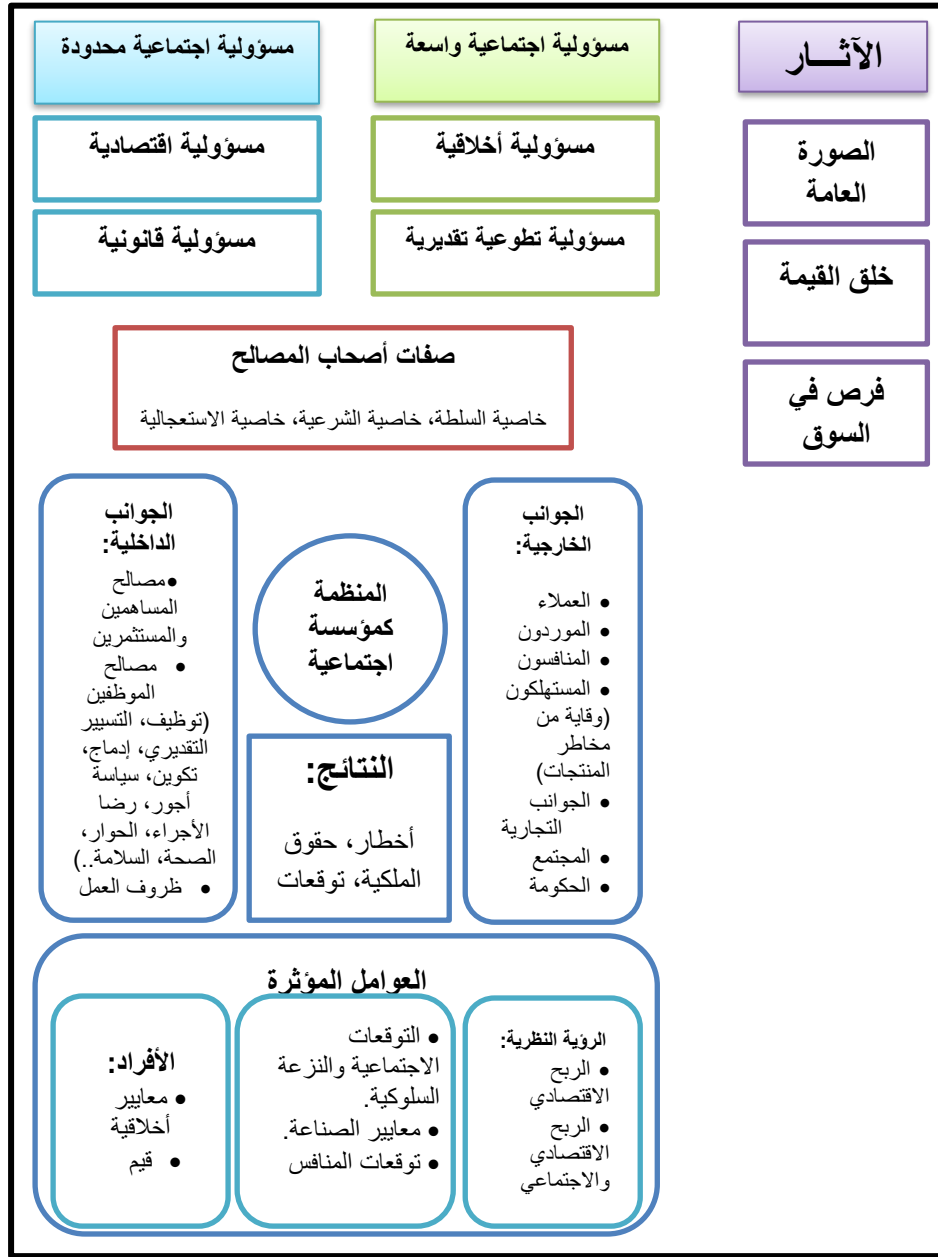 الآثـــار
الصورة
العامة
خلق القيمة
فرص في
السوق
مسؤولية اجتماعية واسعة
مسؤولية أخلاقية
مسؤولية تطوعية تقديرية
مسؤولية اجتماعية محدودة
مسؤولية اقتصادية
مسؤولية قانونية
صفات أصحاب المصالح
خاصية السلطة، خاصية الشرعية، خاصية الاستعجالية
الجوانب
الخارجية:
• العملاء
• الموردون
• المنافسون
• المستهلكون
(وقاية من
مخاطر
المنتجات)
• الجوانب
التجارية
• المجتمع
• الحكومة
المنظمة
كمؤسسة
اجتماعية
النتائج:
أخطار، حقوق
الملكية، توقعات
الجوانب
الداخلية:
•مصالح
المساهمين
والمستثمرين
• مصالح
الموظفين
(توظيف، التسيير
التقديري، إدماج،
تكوين، سياسة
أجور، رضا
الأجراء، الحوار،
الصحة، السلامة..)
• ظروف العمل
العوامل المؤثرة
الرؤية النظرية:
• الربح
الاقتصادي
• الربح
الاقتصادي
والاجتماعي
• التوقعات
الاجتماعية والنزعة
السلوكية.
• معايير الصناعة.
• توقعات المنافس
الأفراد:
• معايير
أخلاقية
• قيم